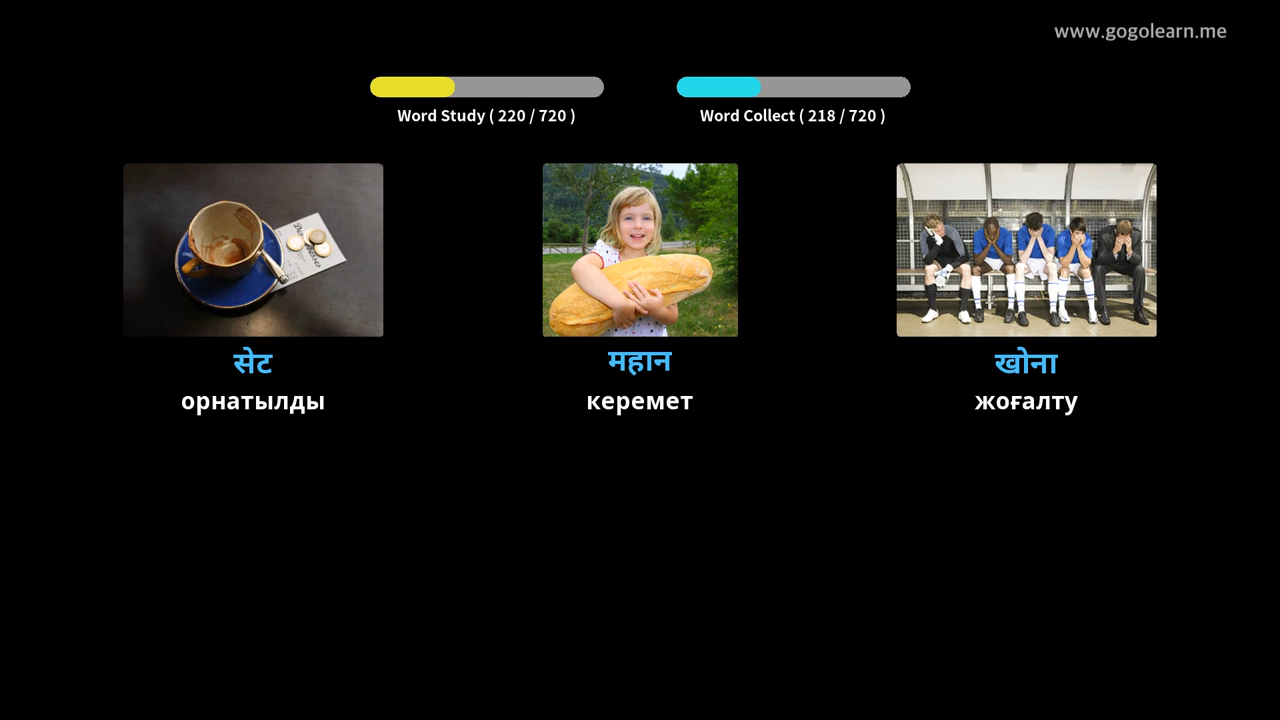 www.gogolearn.me
Word Study ( 220 / 720 )
Word Collect ( 218 / 720 )
सेट
महान
खोना
орнатылды
керемет
жоғалту